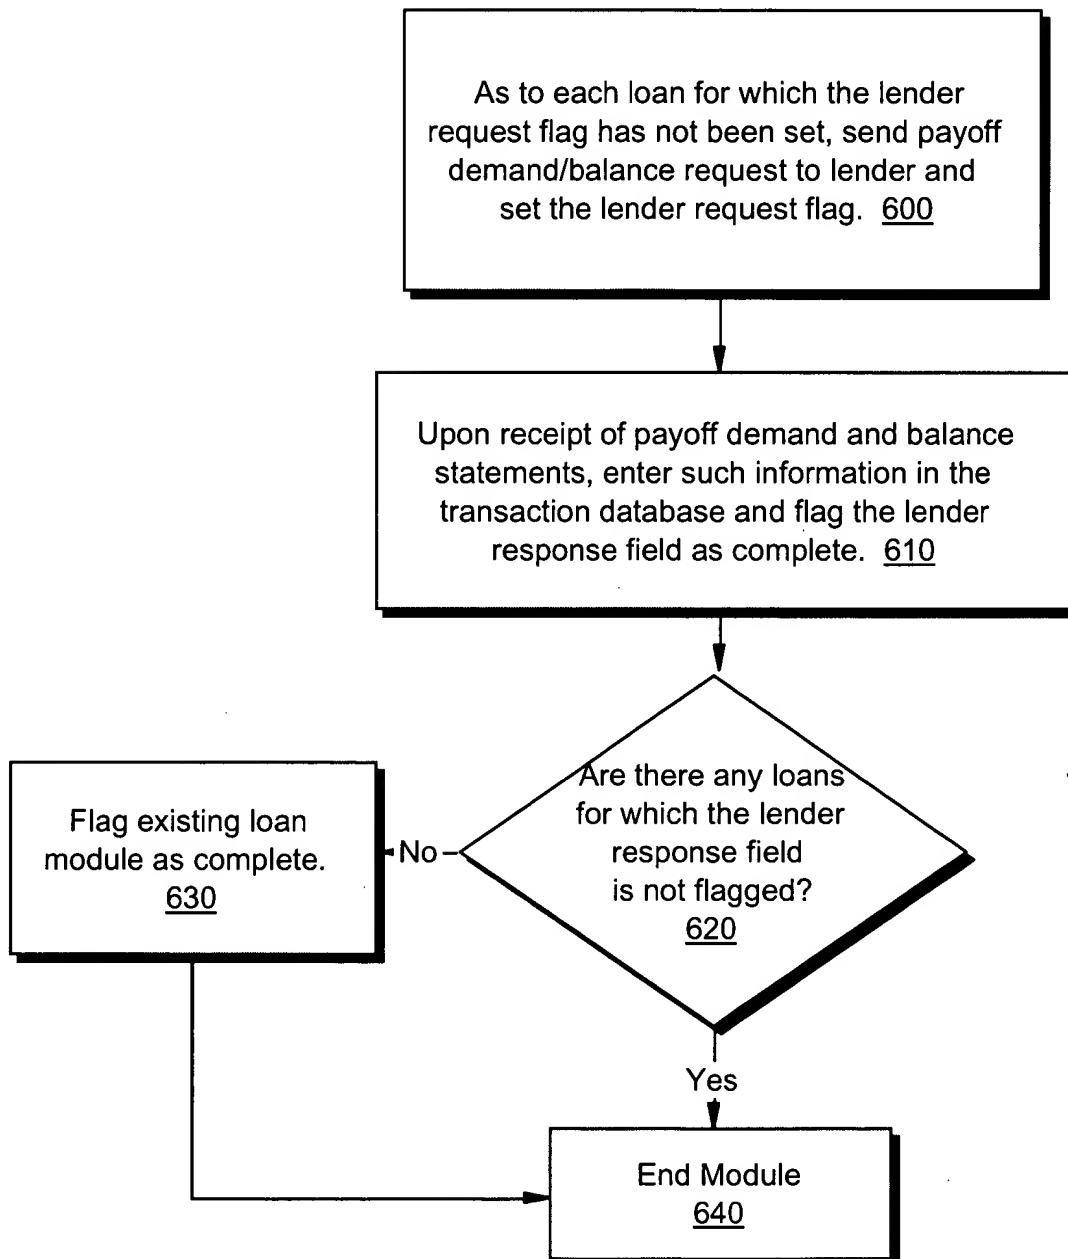 As to each loan for which the lender
request flag has not been set, send payoff
demand/balance request to lender and
set the lender request flag. 600
Upon receipt of payoff demand and balance
statements, enter such information in the
transaction database and flag the lender
response field as complete. 610
Are there any loans
for which the lender
response field
is not flagged?
620
No
Flag existing loan
module as complete.
630
Yes
End Module
640